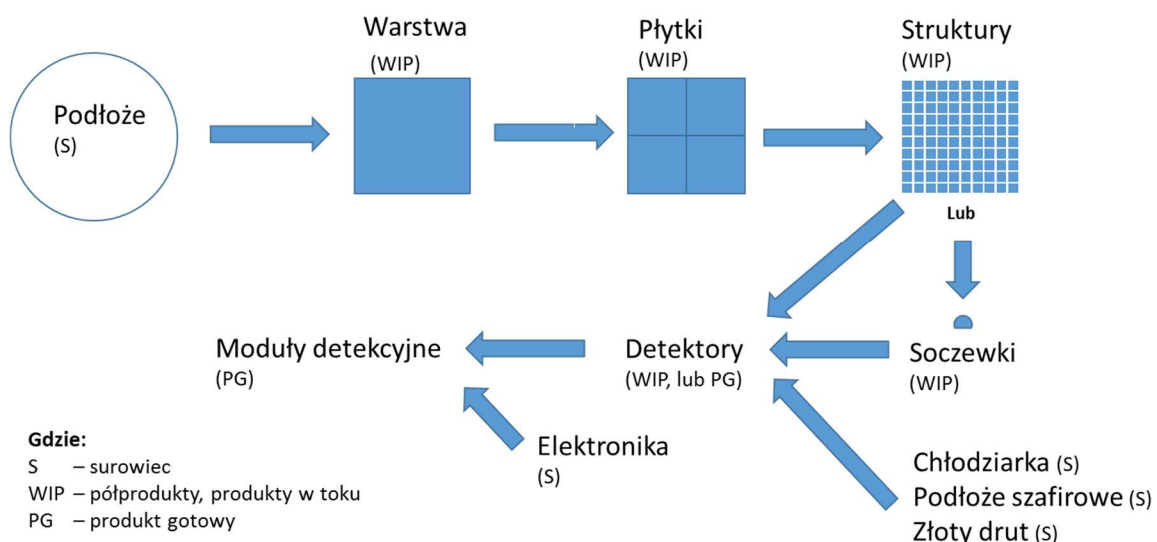 Podłoże
(S)
Warstwa
(WIP)
Płytki
(WIP)
Struktury
(WIP)
Lub
Soczewki
(WIP)
Detektory
(WIP, lub PG)
Moduły detekcyjne
(PG)
Elektronika
(S)
Chłodziarka (S)
Podłoże szafirowe (S)
Złoty drut (S)
Gdzie:
S – surowiec
WIP – półprodukty, produkty w toku
PG – produkt gotowy